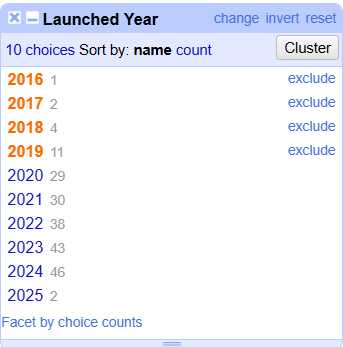 Launched Year change invert reset
10 choices Sort by: name count Cluster
2016 1 exclude
2017 2 exclude
2018 4 exclude
2019 11 exclude
2020 29
2021 30
2022 38
2023 43
2024 46
2025 2
Facet by choice counts